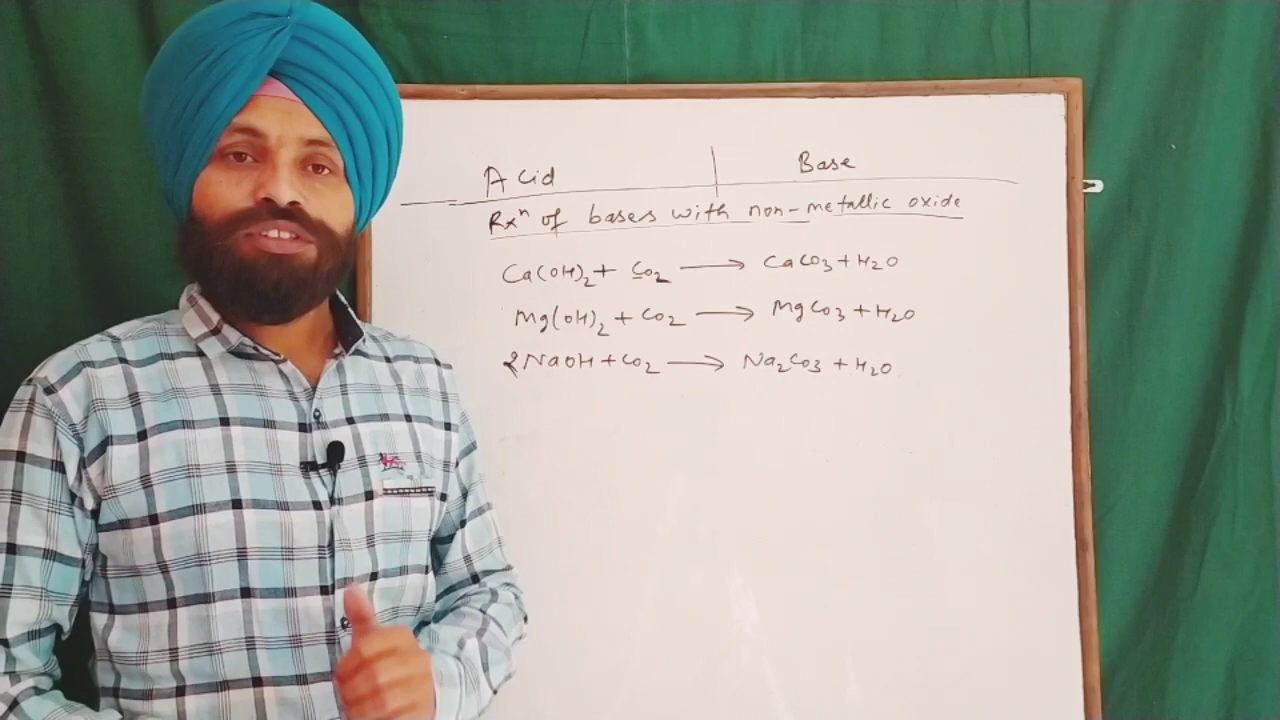 Acid | Base
Rxⁿ of bases with non-metallic oxide
Ca(OH)₂ + CO₂ ⟶ CaCO₃ + H₂O
Mg(OH)₂ + CO₂ ⟶ MgCO₃ + H₂O
2NaOH + CO₂ ⟶ Na₂CO₃ + H₂O